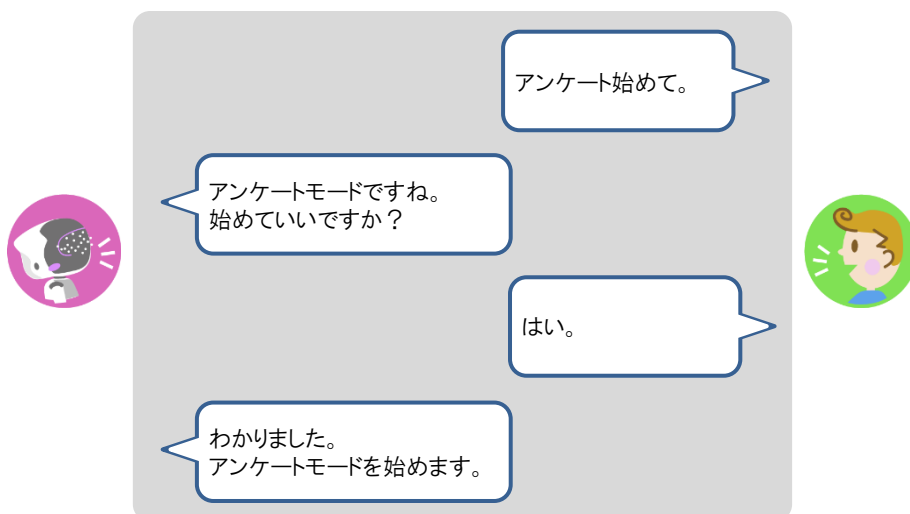 アンケート始めて。
アンケートモードですね。
始めていいですか？
はい。
わかりました。
アンケートモードを始めます。